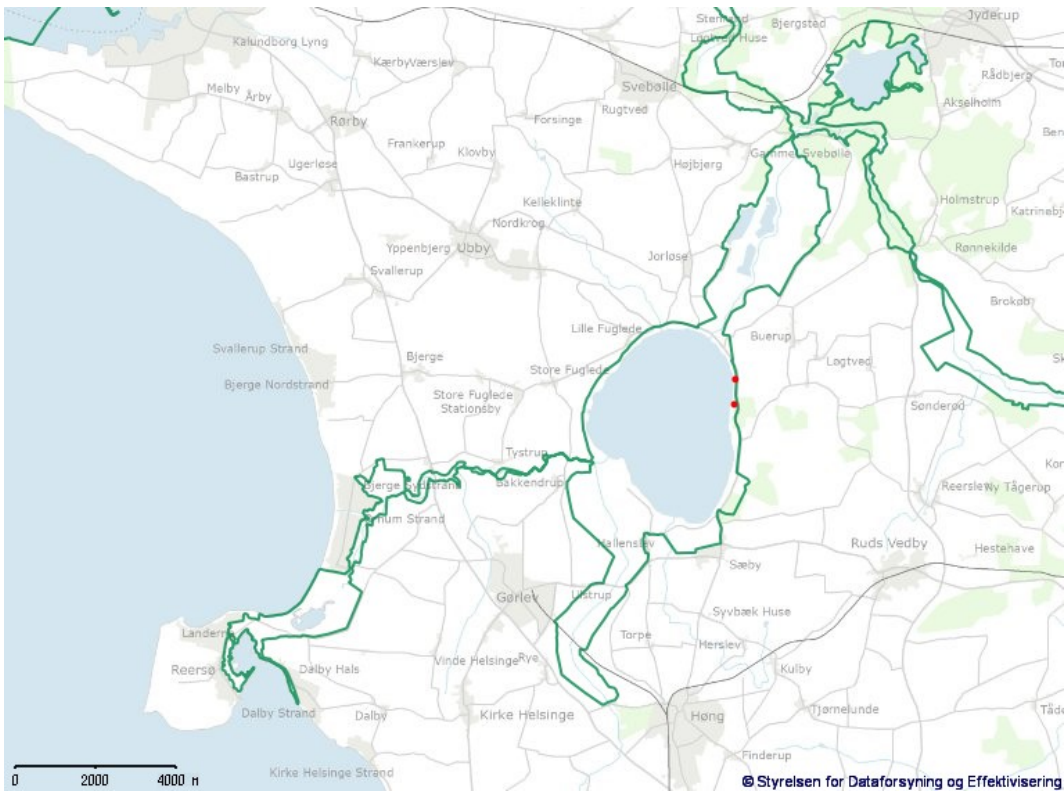 Stenrand
Bjergsted
Jyderup
Løgtved Huse
Kalundborg Lyng
KærbyVærslev
Rådbjerg
Melby
Svebølle
Årby
Akselholm
Rugtved
Rørby
Forsinge
Frankerup
Klovby
Gammel Svebølle
Ugerløse
Højbjerg
Bastrup
Kelleklinte
Holmstrup
Katrinebj
Nordkrog
Yppenbjerg
Ubby
Rønnekilde
Jorløse
Svallerup
Brokøb
Lille Fuglede
Buerup
Svallerup Strand
Løgtved
Bjerge
Store Fuglede
Bjerge Nordstrand
Store Fuglede
Stationsby
Sønderød
Tystrup
Bjerge Sydstrand
Bakkendrup
Reerslev
Ny Tågerup
Hallenslev
Ruds Vedby
Hestehave
Sæby
Gørlev
Ulstrup
Syvbæk Huse
Torpe
Herslev
Reersø
Dalby Hals
Vinde Helsinge
Rye
Kulby
Dalby Strand
Dalby
Kirke Helsinge
Høng
Tjørnelunde
Finderup
Kirke Helsinge Strand
0 2000 4000 M
© Styrelsen for Dataforsyning og Effektivisering